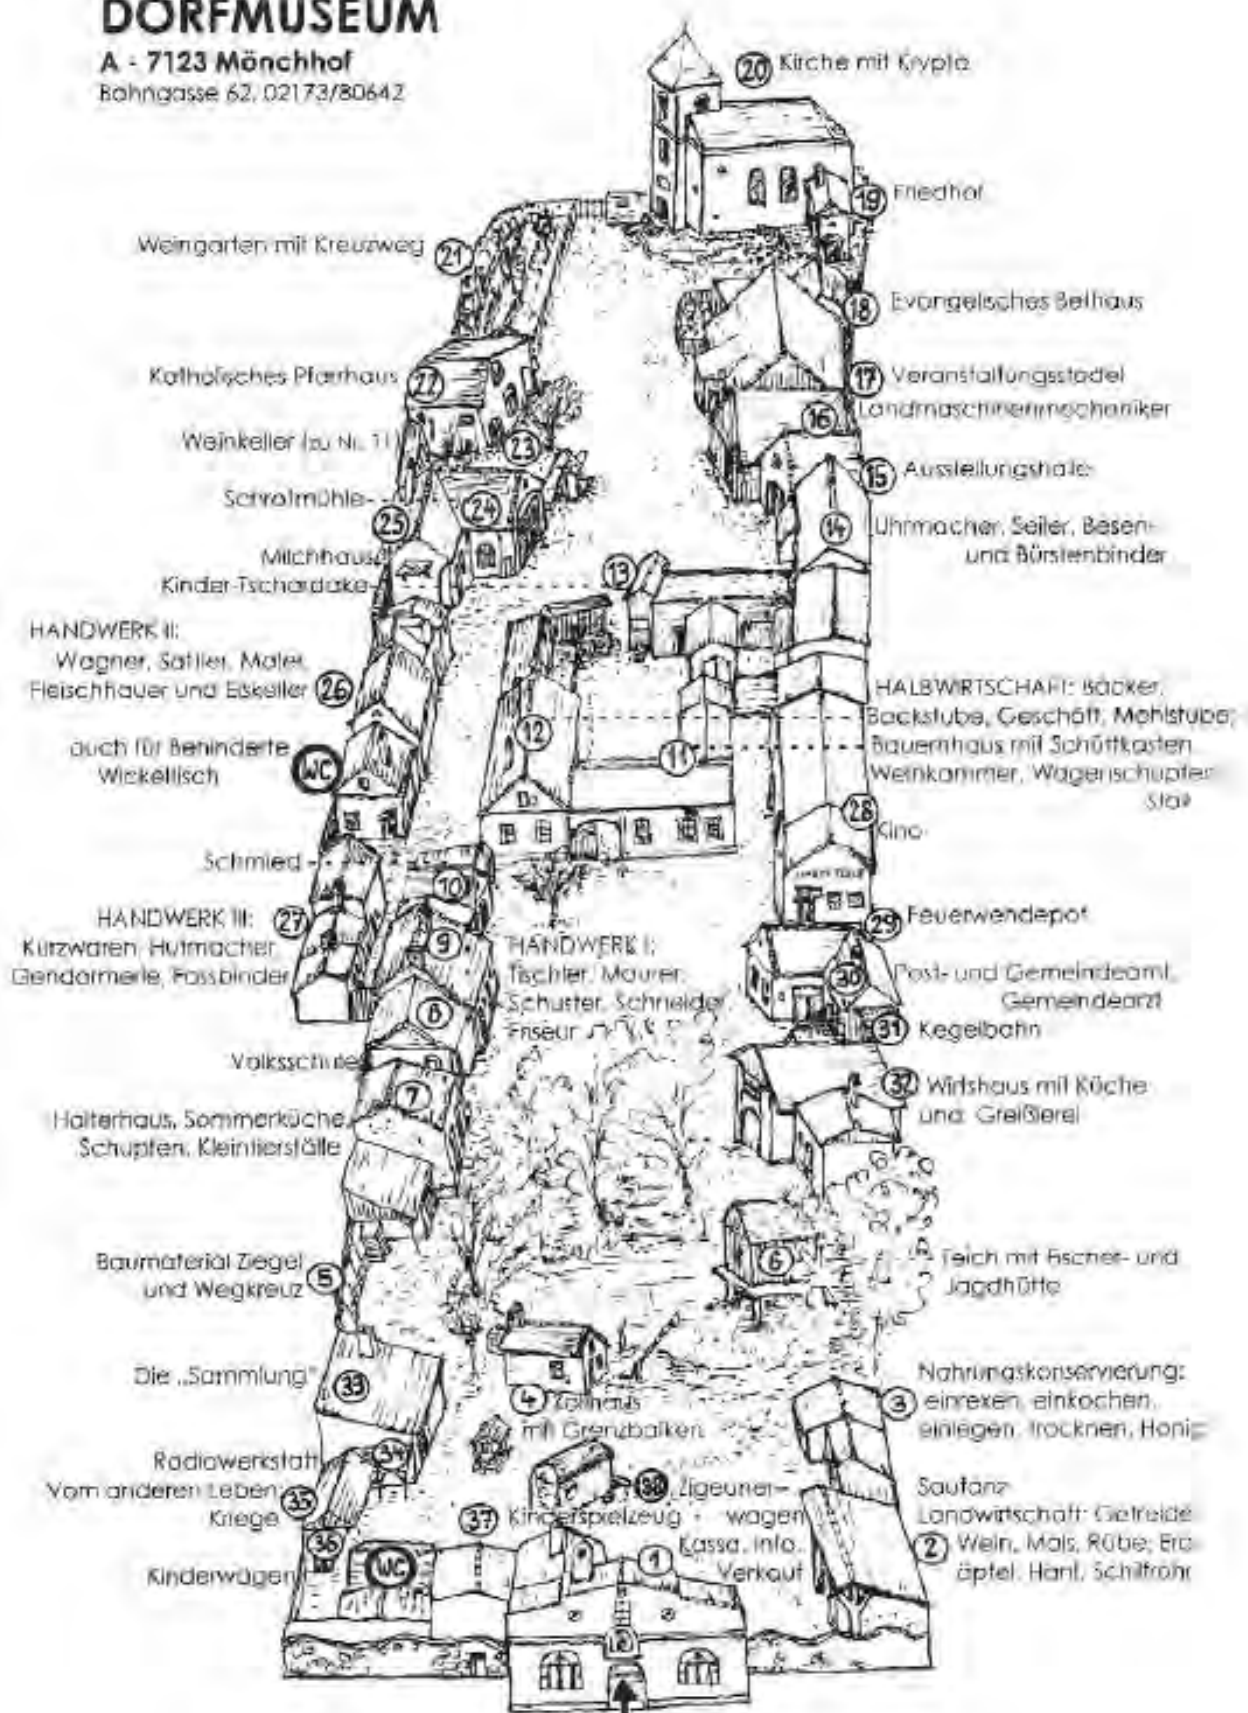 DORFMUSEUM
A - 7123 Mönchhof
Bahngasse 62, 02173/80642
20 Kirche mit Krypta
19 Friedhof
Weingarten mit Kreuzweg 21
18 Evangelisches Bethaus
Katholisches Pfarrhaus 22
17 Veranstaltungsstadel
16 Landmaschinenmechaniker
Weinkeller (zu Nr. 11) 23
15 Ausstellungshalle
Schrotmühle 24
25
14 Uhrmacher, Seiler, Besen-
und Bürstenbinder
Milchhaus
Kinder-Tschardake 13
HANDWERK II:
Wagner, Sattler, Maler,
Fleischhauer und Eiskeller 26
HALBWIRTSCHAFT: Bäcker,
Backstube, Geschäft, Mehlstube,
12
11
Bauernhaus mit Schüttkasten
Weinkammer, Wagenschupfen
Stall
auch für Behinderte
Wickeltisch
WC
28
Kino
Schmied
10
HANDWERK III: 27
Kurzwaren, Hutmacher,
Gendarmerie, Fassbinder
9
HANDWERK I:
Tischler, Maurer,
Schuster, Schneider,
Friseur
29 Feuerwendepot
30 Post- und Gemeindeamt,
Gemeindearzt
31 Kegelbahn
8
Volksschule
7
Halterhaus, Sommerküche,
Schupfen, Kleintierställe
32 Wirtshaus mit Küche
und Greißlerei
Baumaterial Ziegel
und Wegkreuz 5
6
Teich mit Fischer- und
Jagdhütte
Die „Sammlung"
33
4 Zollhaus
mit Grenzbalken
Nahrungskonservierung:
3 einrexen, einkochen,
einlegen, trocknen, Honig
Radiowerkstatt 34
Vom anderen Leben,
Kriege 35
38 Zigeuner-
wagen
37 Kinderspielzeug
Kassa, Info,
Verkauf
1
Sautanz
Landwirtschaft: Getreide
2 Wein, Mais, Rübe, Erd-
äpfel, Hanf, Schilfrohr
36
Kinderwägen
WC